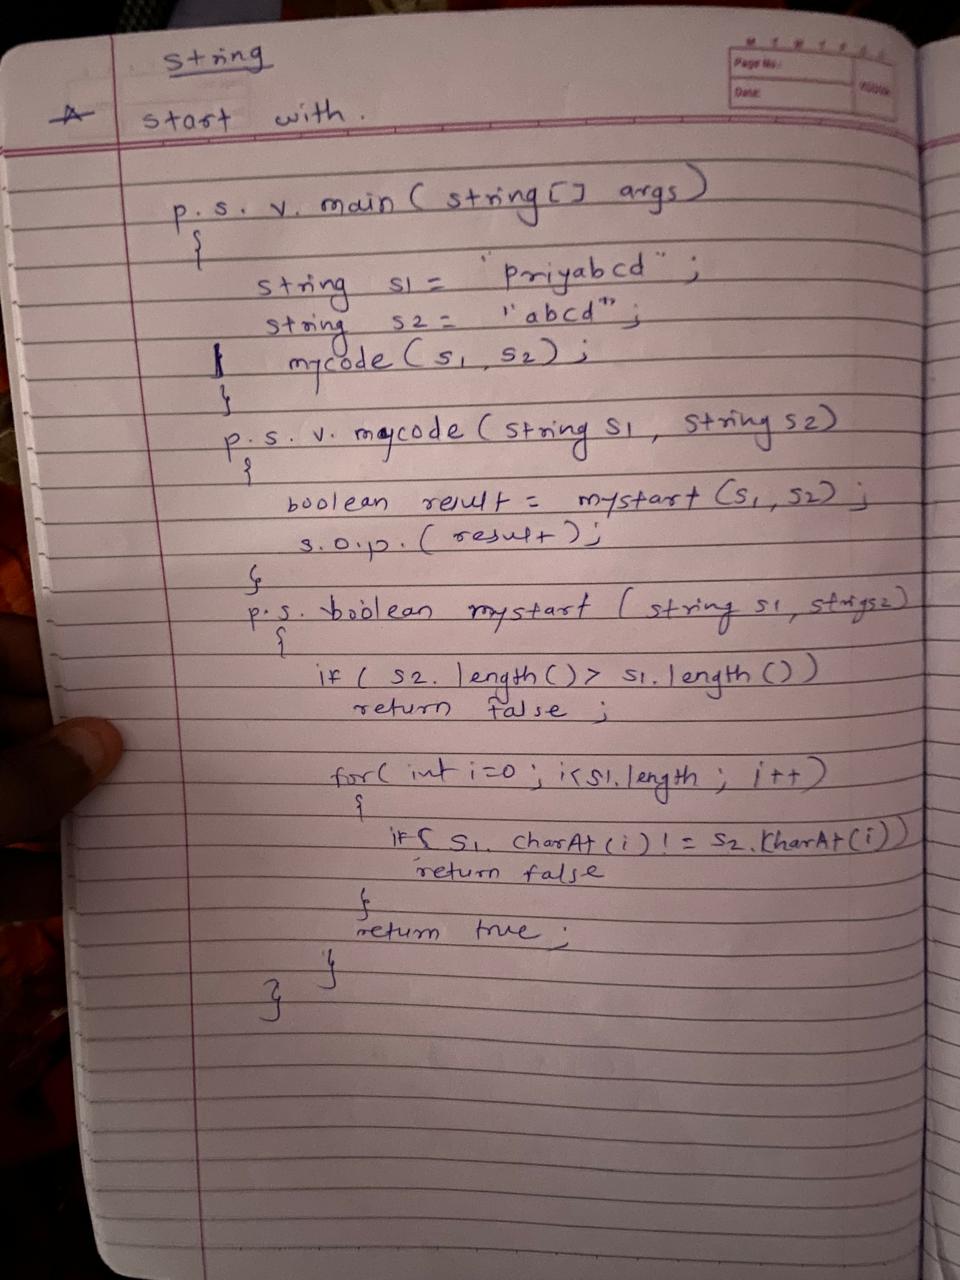 string
start with.
Page No.:
Date:
p. s. v. main ( string [] args )
{
string s1 = "priyabcd" ;
string s2 = "abcd" ;
mycode ( s1, s2 ) ;
}
p. s. v. mycode ( string s1, string s2 )
{
boolean result = mystart ( s1, s2 ) ;
s.o.p. ( result ) ;
}
p. s. boolean mystart ( string s1, strigs2 )
{
if ( s2. length () > s1. length () )
return false ;
for ( int i=0 ; i<s1. length ; i++ )
{
if { s1. charAt (i) != s2. charAt (i) )
return false
}
return true ;
}
}